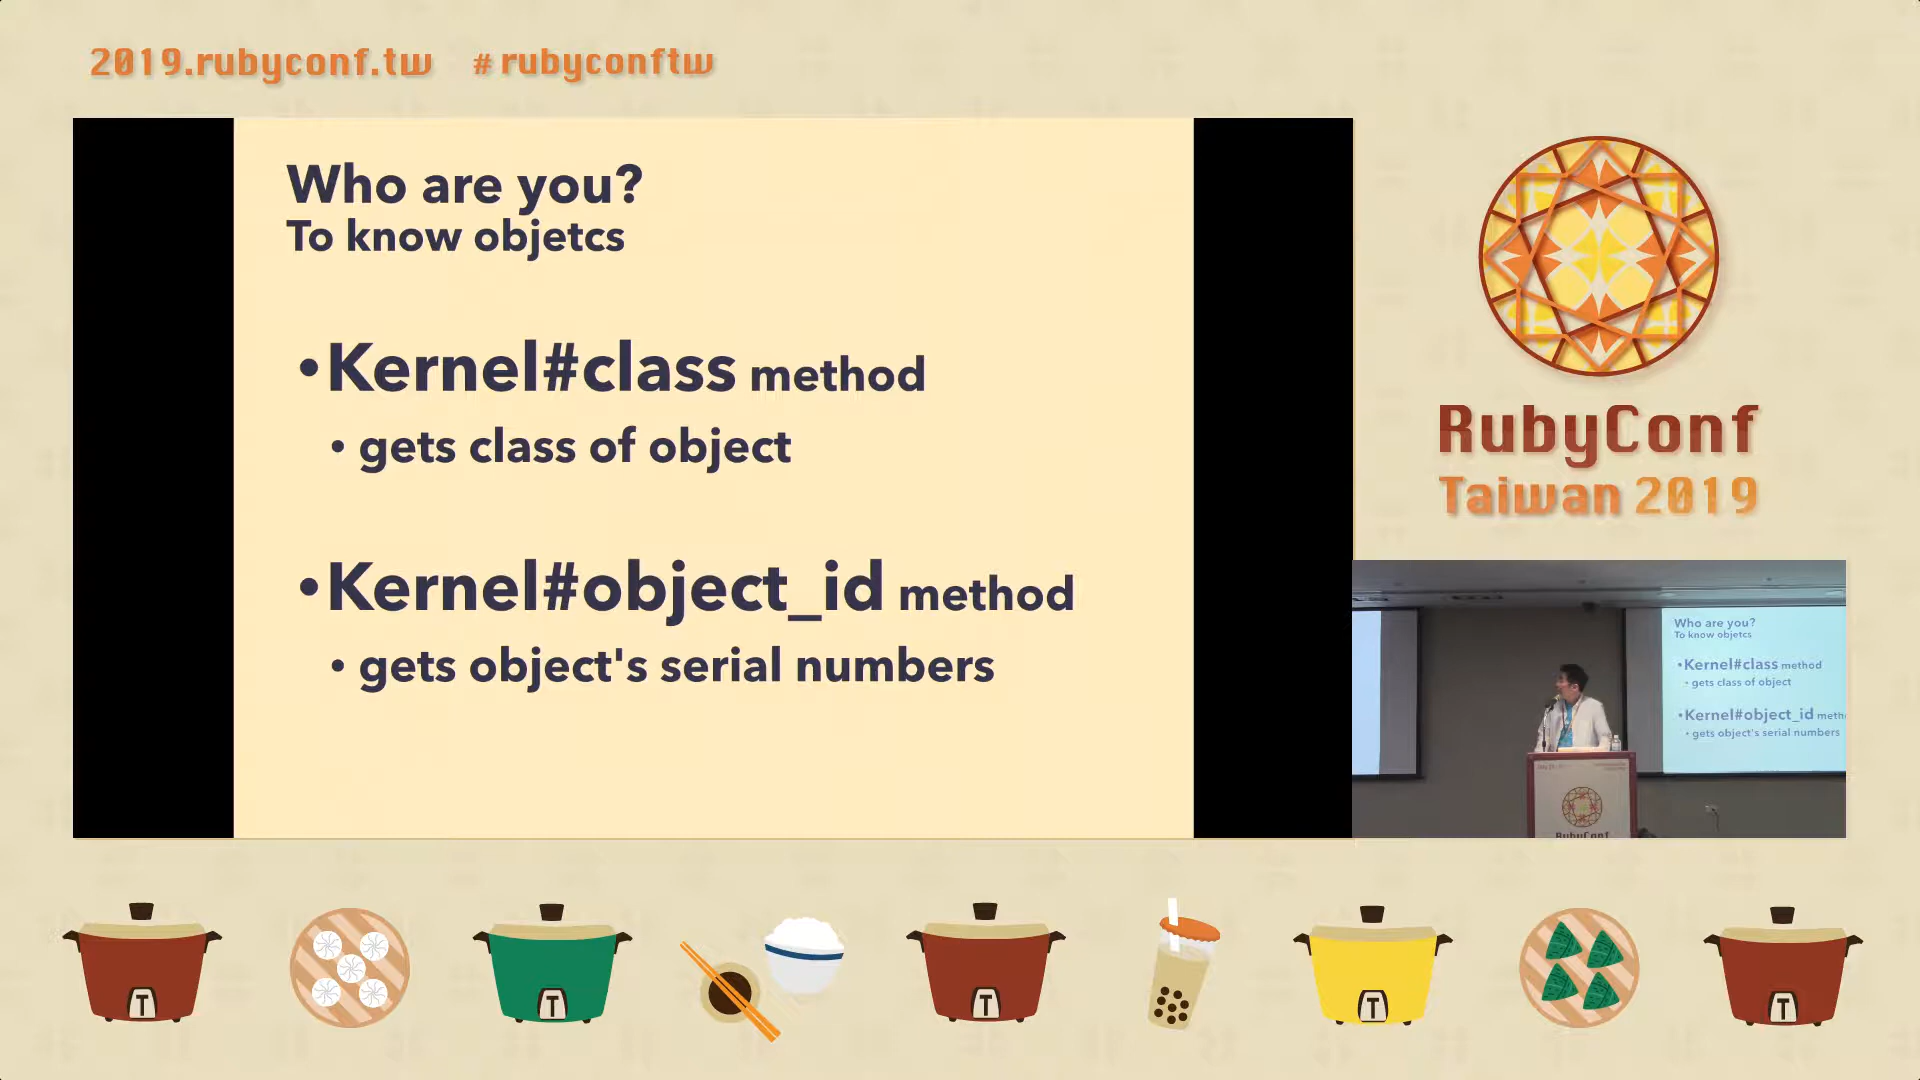 2019.rubyconf.tw #rubyconftw
Who are you?
To know objetcs
•Kernel#class method
• gets class of object
•Kernel#object_id method
• gets object's serial numbers
RubyConf
Taiwan 2019
Who are you?
To know objetcs
•Kernel#class method
• gets class of object
•Kernel#object_id meth
• gets object's serial numbers
RubyConf
T
T
T
T
T